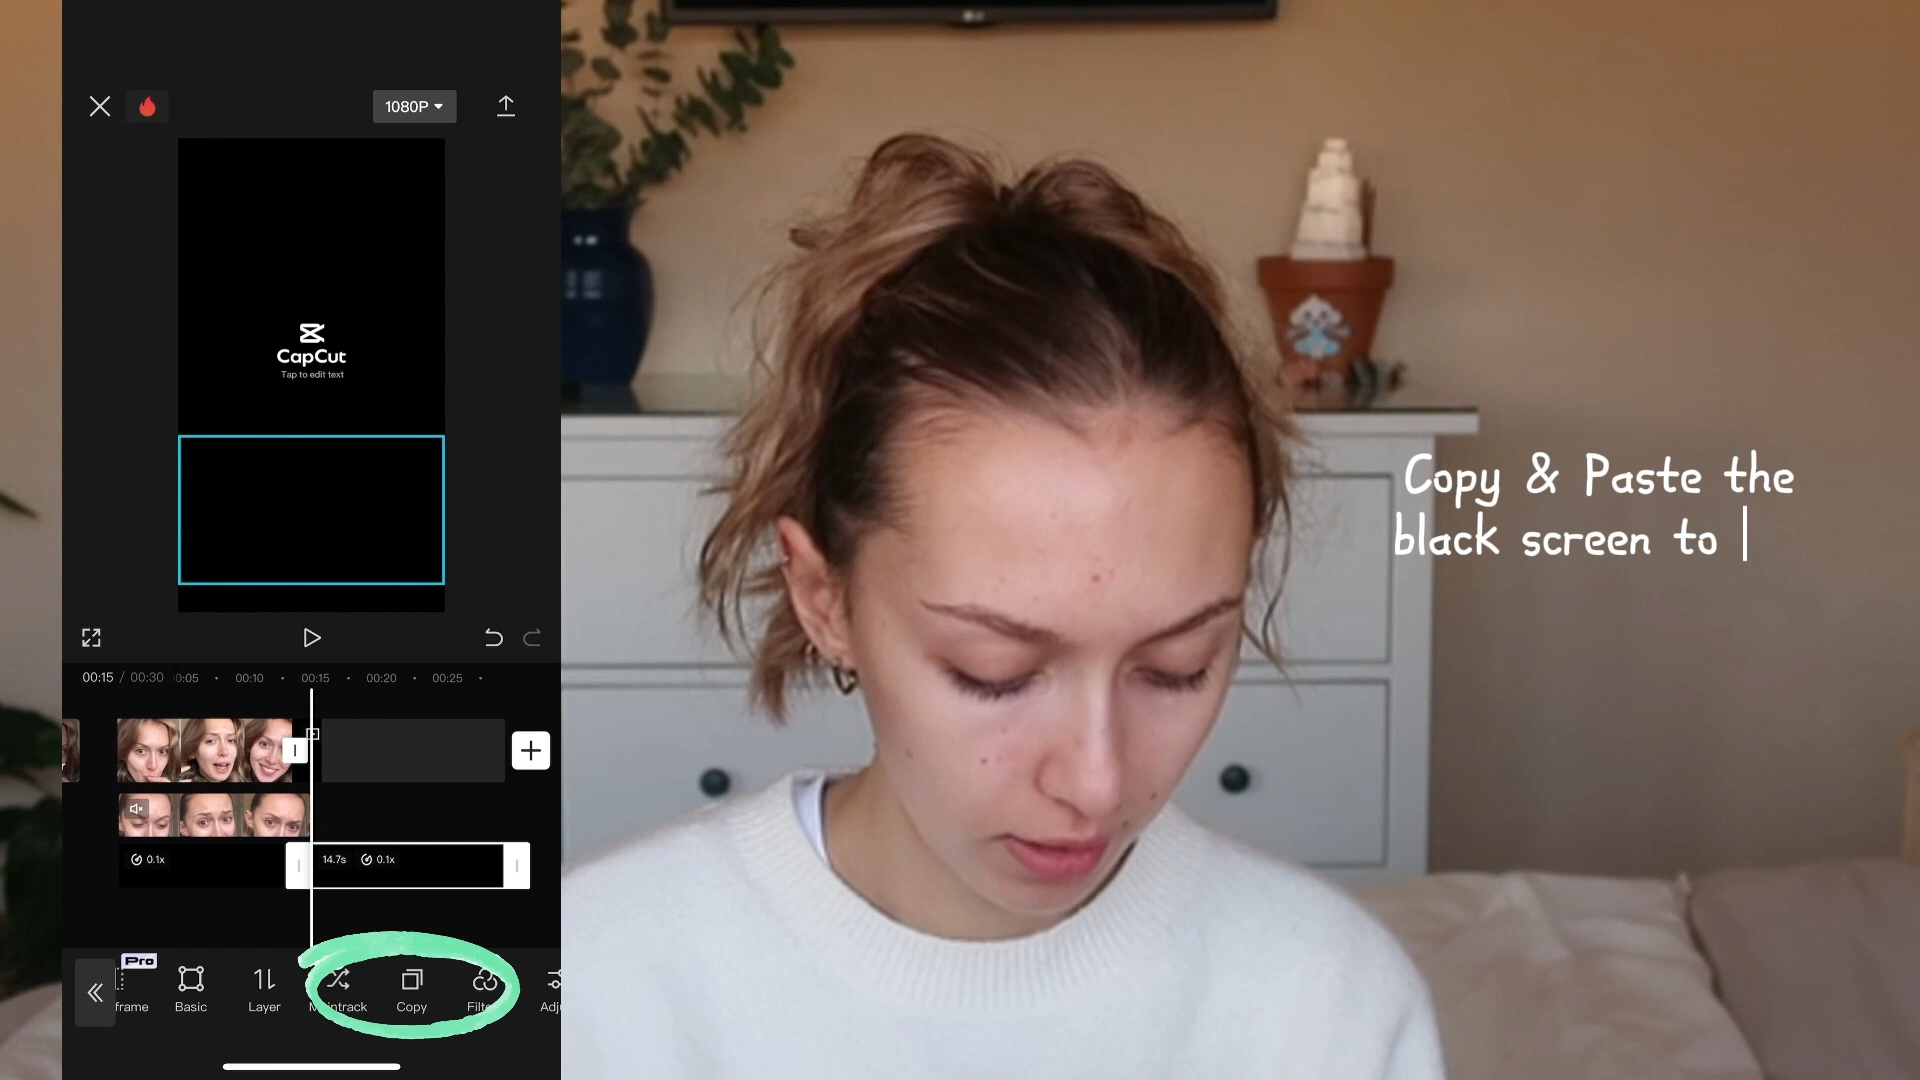 1080P
CapCut
Tap to edit text
00:15 / 00:30
0:05
00:10
00:15
00:20
00:25
0.1x
14.7s
0.1x
Pro
frame
Basic
Layer
Copy
Copy & Paste the
black screen to